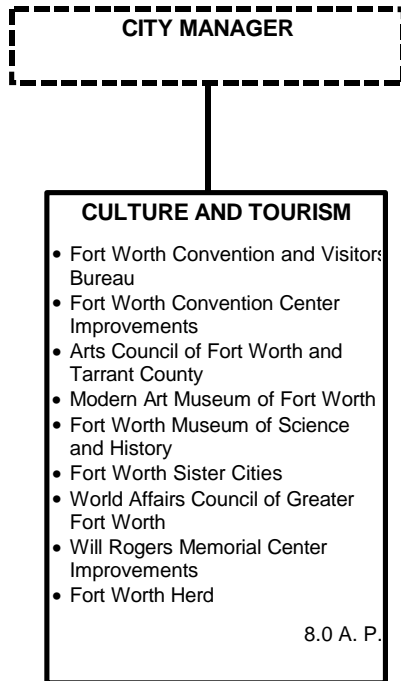 CITY MANAGER
CULTURE AND TOURISM
• Fort Worth Convention and Visitors
Bureau
• Fort Worth Convention Center
Improvements
• Arts Council of Fort Worth and
Tarrant County
• Modern Art Museum of Fort Worth
• Fort Worth Museum of Science
and History
• Fort Worth Sister Cities
• World Affairs Council of Greater
Fort Worth
• Will Rogers Memorial Center
Improvements
• Fort Worth Herd
8.0 A. P.